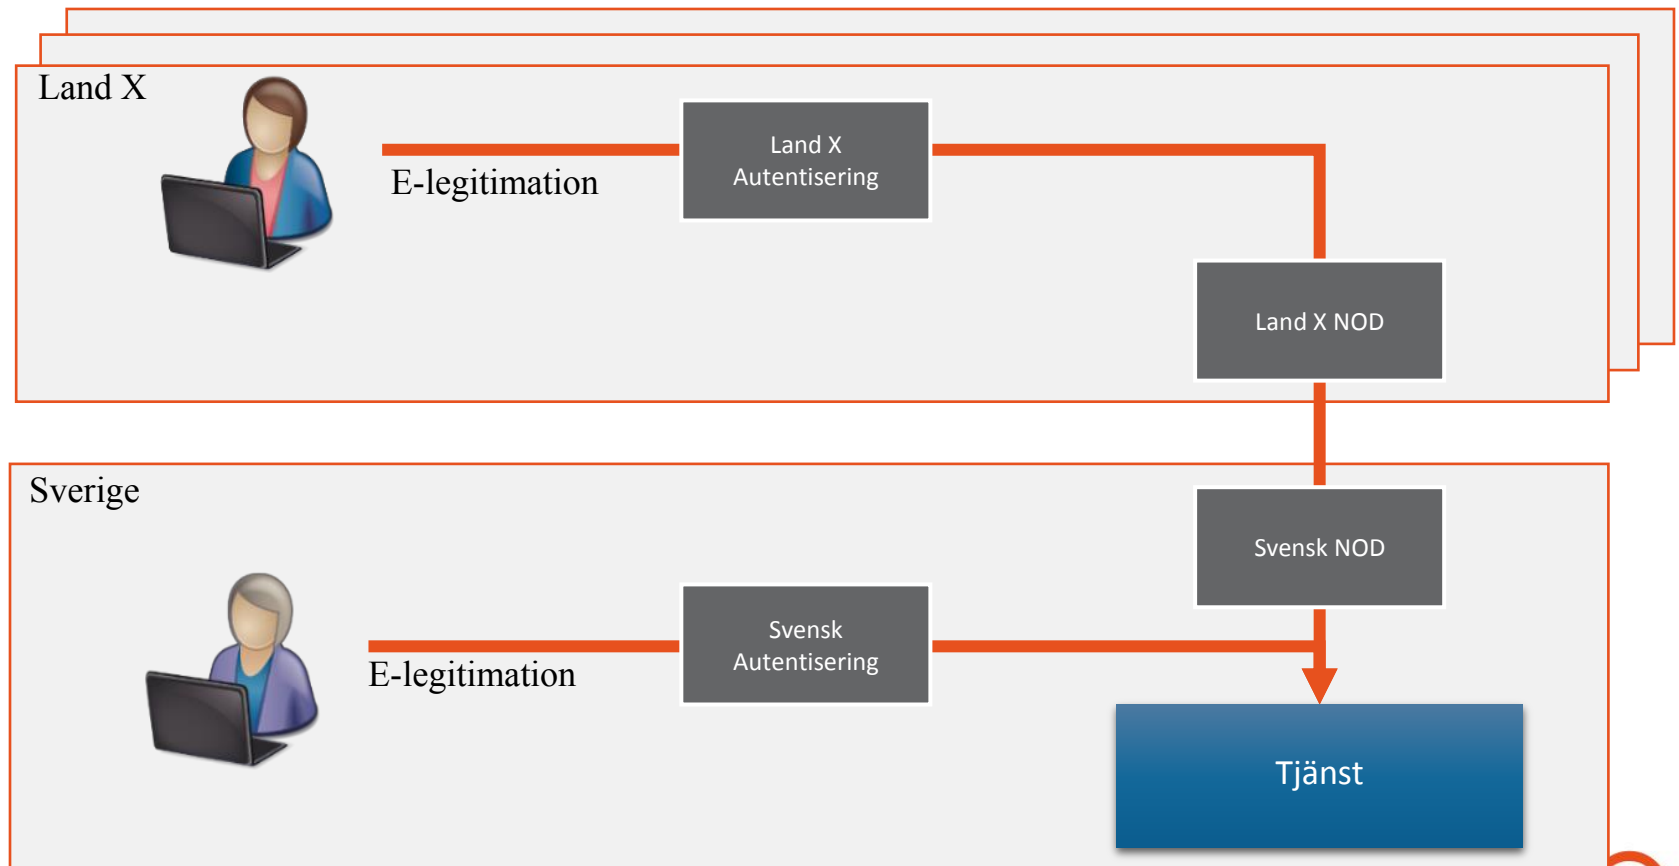 Land X
E-legitimation
Land X
Autentisering
Land X NOD
Sverige
Svensk NOD
E-legitimation
Svensk
Autentisering
Tjänst